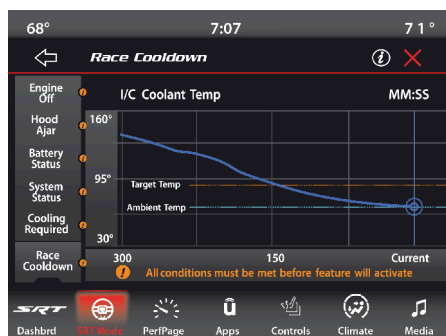 68° 7:07 71°
Race Cooldown
Engine Off
I/C Coolant Temp MM:SS
Hood Ajar
160°
Battery Status
95°
Target Temp
System Status
Ambient Temp
Cooling Required
30°
Race Cooldown
300 150 Current
All conditions must be met before feature will activate
SRT
Dashbrd SRT Mode PerfPage Apps Controls Climate Media